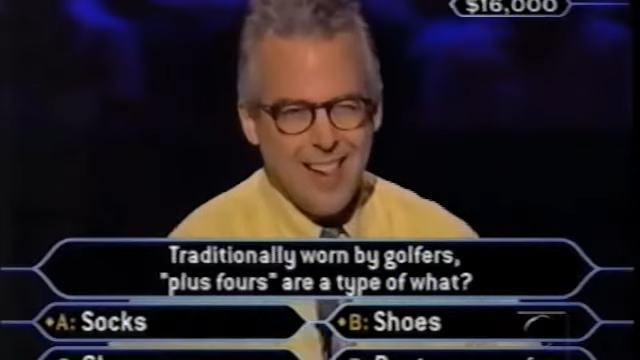 $16,000
Traditionally worn by golfers,
"plus fours" are a type of what?
A: Socks
B: Shoes